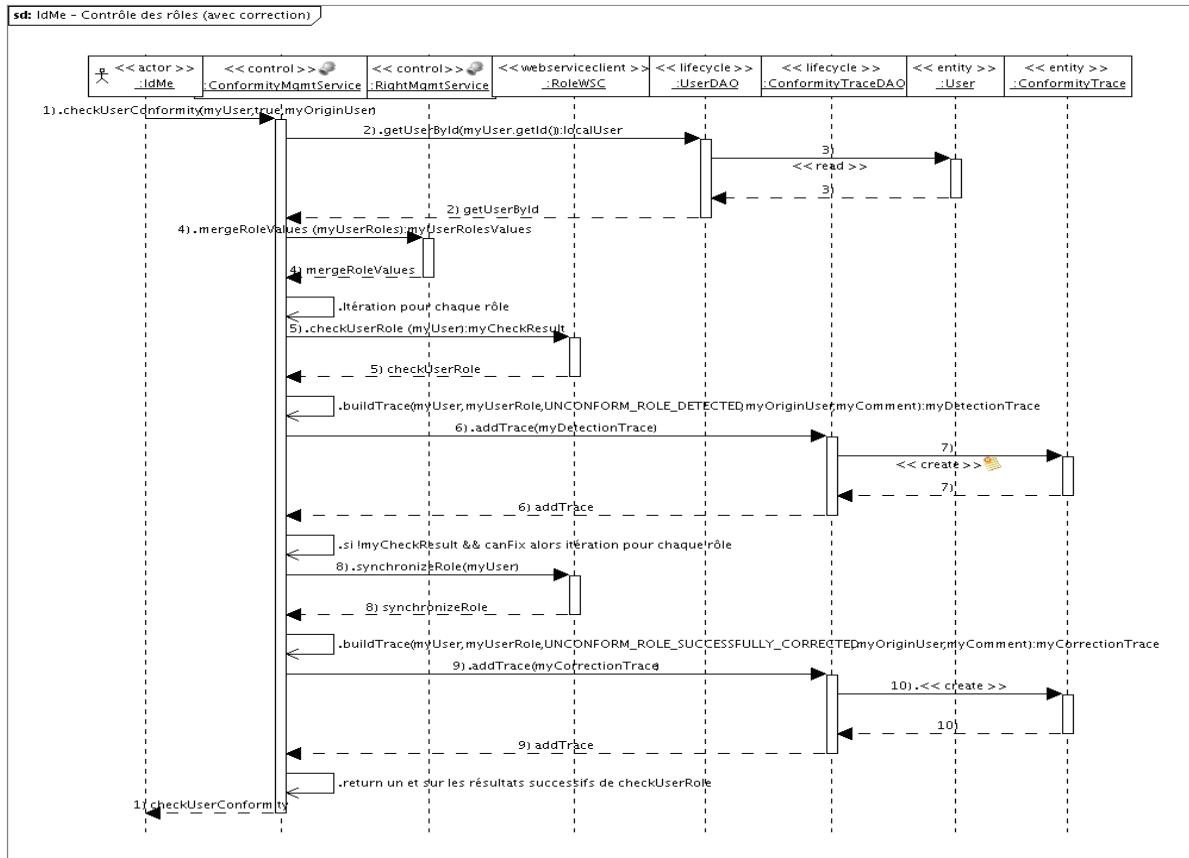 sd: IdMe - Contrôle des rôles (avec correction)
<< actor >> << control >> << control >> << webserviceclient >> << lifecycle >> << lifecycle >> << entity >> << entity >>
:IdMe :ConformityMgmtService :RightMgmtService :RoleWSC :UserDAO :ConformityTraceDAO :User :ConformityTrace
1).checkUserConformity(myUser,true,myOriginUser)
2).getUserById(myUser.getId()):localUser
3)
<< read >>
3)
2) getUserById
4).mergeRoleValues (myUserRoles):myUserRolesValues
4) mergeRoleValues
.Itération pour chaque rôle
5).checkUserRole (myUser):myCheckResult
5) checkUserRole
.buildTrace(myUser,myUserRole,UNCONFORM_ROLE_DETECTED,myOriginUser,myComment):myDetectionTrace
6).addTrace(myDetectionTrace)
7)
<< create >>
7)
6) addTrace
.si !myCheckResult && canFix alors itération pour chaque rôle
8).synchronizeRole(myUser)
8) synchronizeRole
.buildTrace(myUser,myUserRole,UNCONFORM_ROLE_SUCCESSFULLY_CORRECTED,myOriginUser,myComment):myCorrectionTrace
9).addTrace(myCorrectionTrace)
10).<< create >>
10)
9) addTrace
.return un et sur les résultats successifs de checkUserRole
1) checkUserConformity